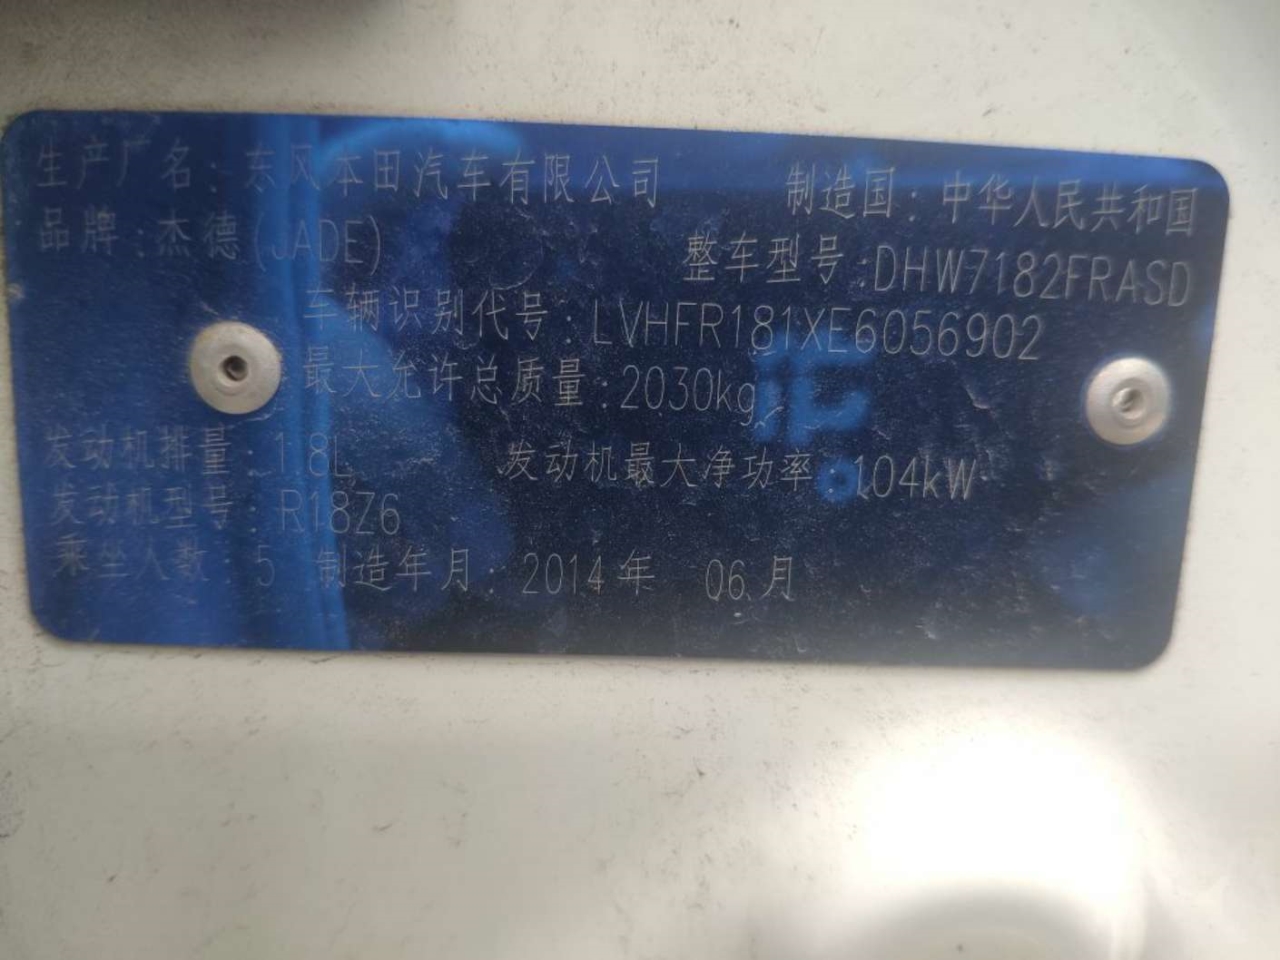 生产厂名：东风本田汽车有限公司 制造国：中华人民共和国
品牌：杰德(JADE) 整车型号：DHW7182FRASD
车辆识别代号：LVHFR181XE6056902
最大允许总质量：2030kg
发动机排量：1.8L 发动机最大净功率：104kW
发动机型号：R18Z6
乘坐人数：5 制造年月：2014年 06月